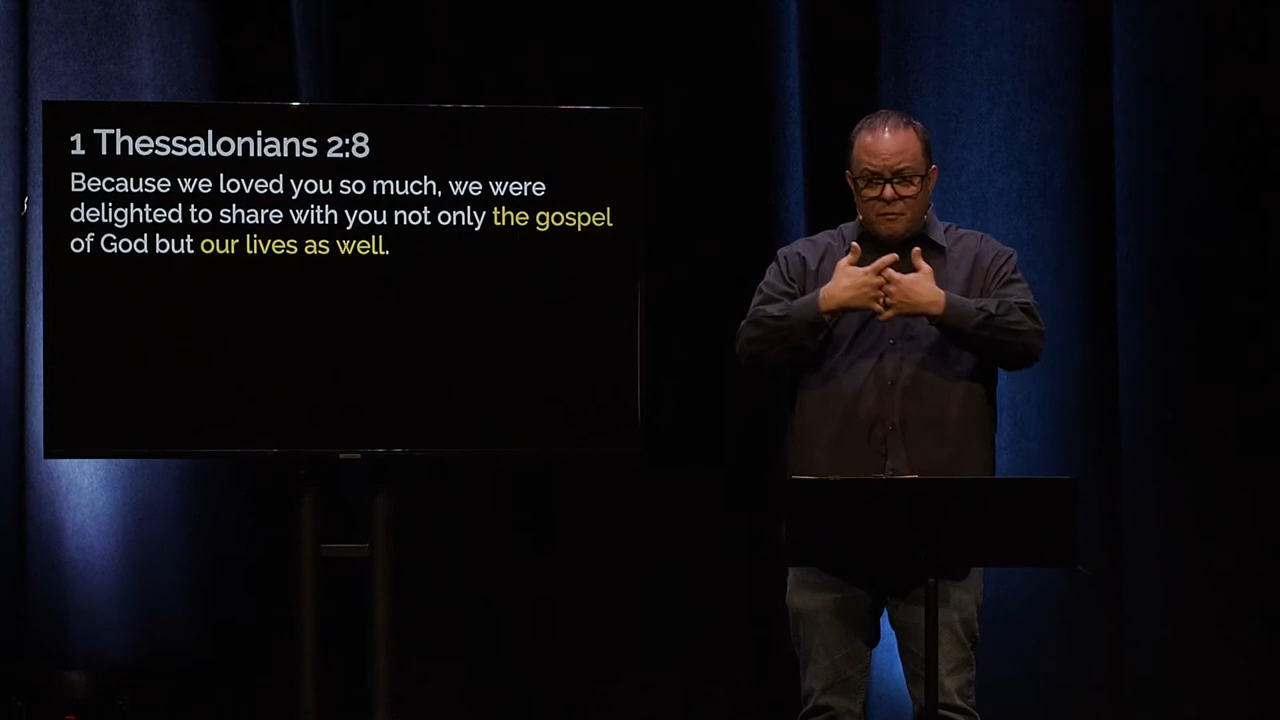 1 Thessalonians 2:8
Because we loved you so much, we were
delighted to share with you not only the gospel
of God but our lives as well.